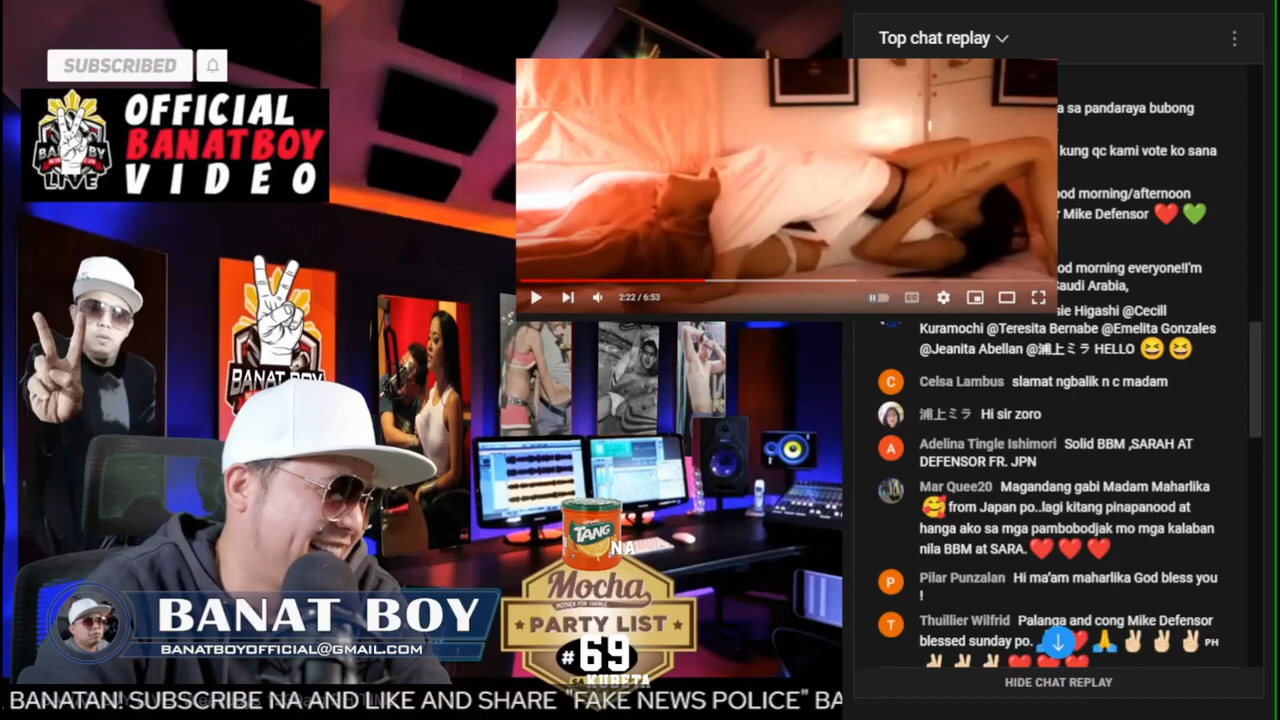 SUBSCRIBED
OFFICIAL
BANATBOY
VIDEO
LIVE
BANAT BOY
2:22 / 6:53
TANG
NA
Mocha
PARTY LIST
#69
KUBETA
BANAT BOY
BANATBOYOFFICIAL@GMAIL.COM
BANATAN! SUBSCRIBE NA AND LIKE AND SHARE "FAKE NEWS POLICE" BA
Top chat replay
a sa pandaraya bubong
kung qc kami vote ko sana
od morning/afternoon
r Mike Defensor ❤️ 💚
od morning everyone!I'm
audi Arabia,
sie Higashi @Cecill
Kuramochi @Teresita Bernabe @Emelita Gonzales
@Jeanita Abellan @浦上ミラ HELLO 😆 😆
C Celsa Lambus slamat ngbalik n c madam
浦上ミラ Hi sir zoro
A Adelina Tingle Ishimori Solid BBM ,SARAH AT
DEFENSOR FR. JPN
Mar Quee20 Magandang gabi Madam Maharlika
🥰from Japan po..lagi kitang pinapanood at
hanga ako sa mga pambobodjak mo mga kalaban
nila BBM at SARA. ❤️ ❤️ ❤️
P Pilar Punzalan Hi ma'am maharlika God bless you
!
T Thuillier Wilfrid Palanga and cong Mike Defensor
blessed sunday po. 🙏 ✌🏻 ✌🏻 ✌🏻 PH
HIDE CHAT REPLAY